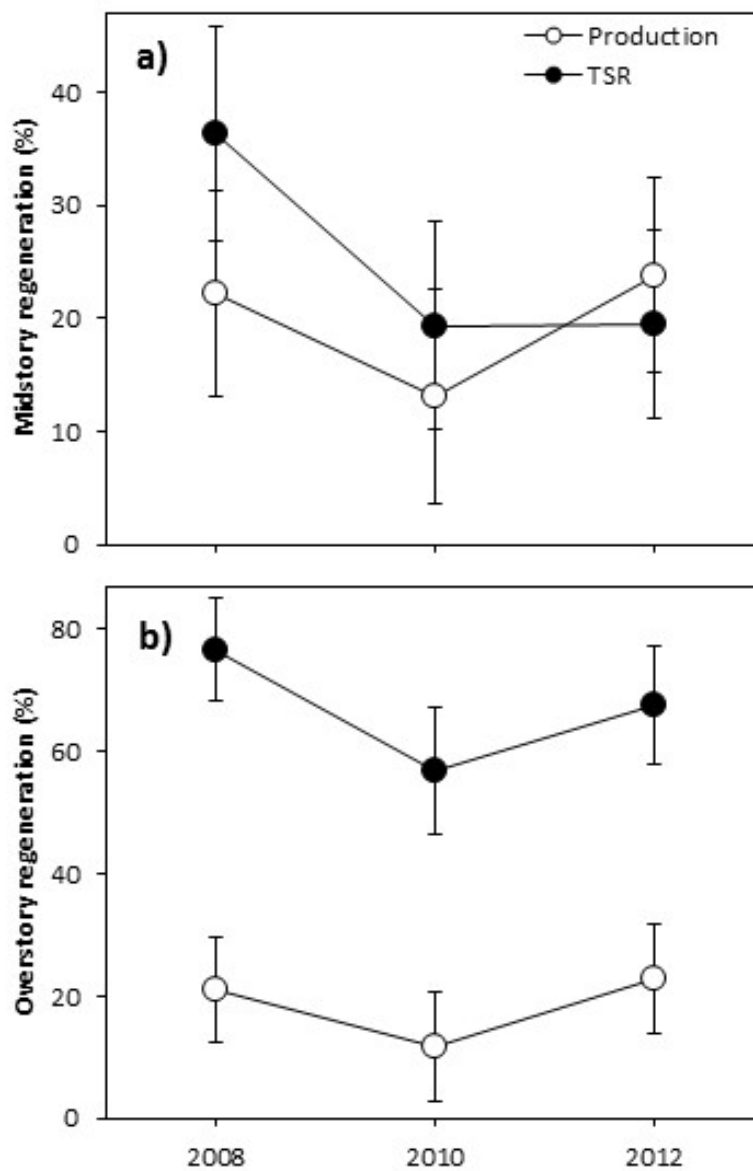 a)
Production
TSR
Midstory regeneration (%)
40
30
20
10
0
b)
Overstory regeneration (%)
80
60
40
20
0
2008 2010 2012